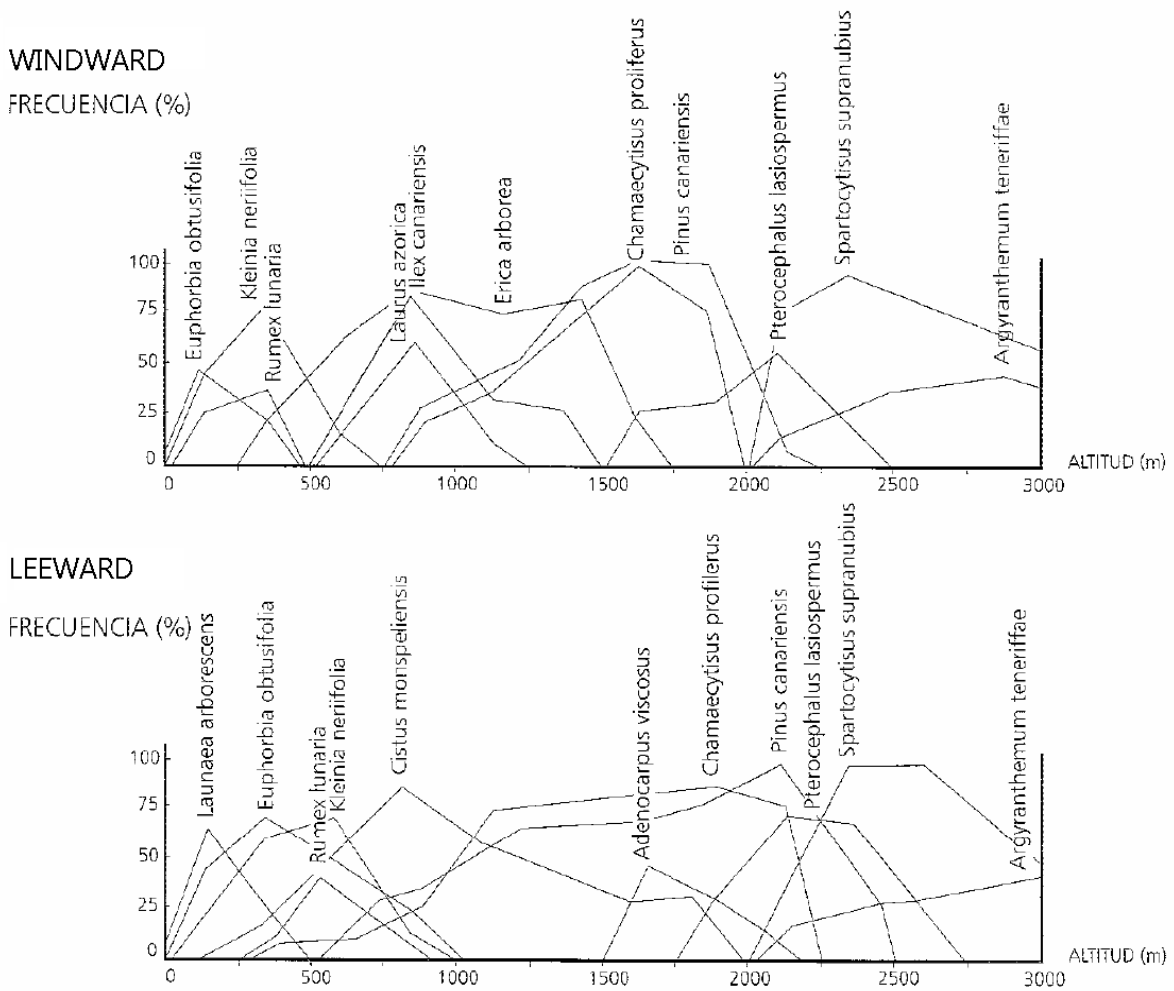 WINDWARD
FRECUENCIA (%)
Euphorbia obtusifolia
Kleinia neriifolia
Rumex lunaria
Laurus azorica
Ilex canariensis
Erica arborea
Chamaecytisus proliferus
Pinus canariensis
Pterocephalus lasiospermus
Spartocytisus supranubius
Argyranthemum teneriffae
100
75
50
25
0
0 500 1000 1500 2000 2500 3000
ALTITUD (m)
LEEWARD
FRECUENCIA (%)
Launaea arborescens
Euphorbia obtusifolia
Rumex lunaria
Kleinia neriifolia
Cistus monspeliensis
Adenocarpus viscosus
Chamaecytisus profilerus
Pinus canariensis
Pterocephalus lasiospermus
Spartocytisus supranubius
Argyranthemum teneriffae
100
75
50
25
0
0 500 1000 1500 2000 2500 3000
ALTITUD (m)